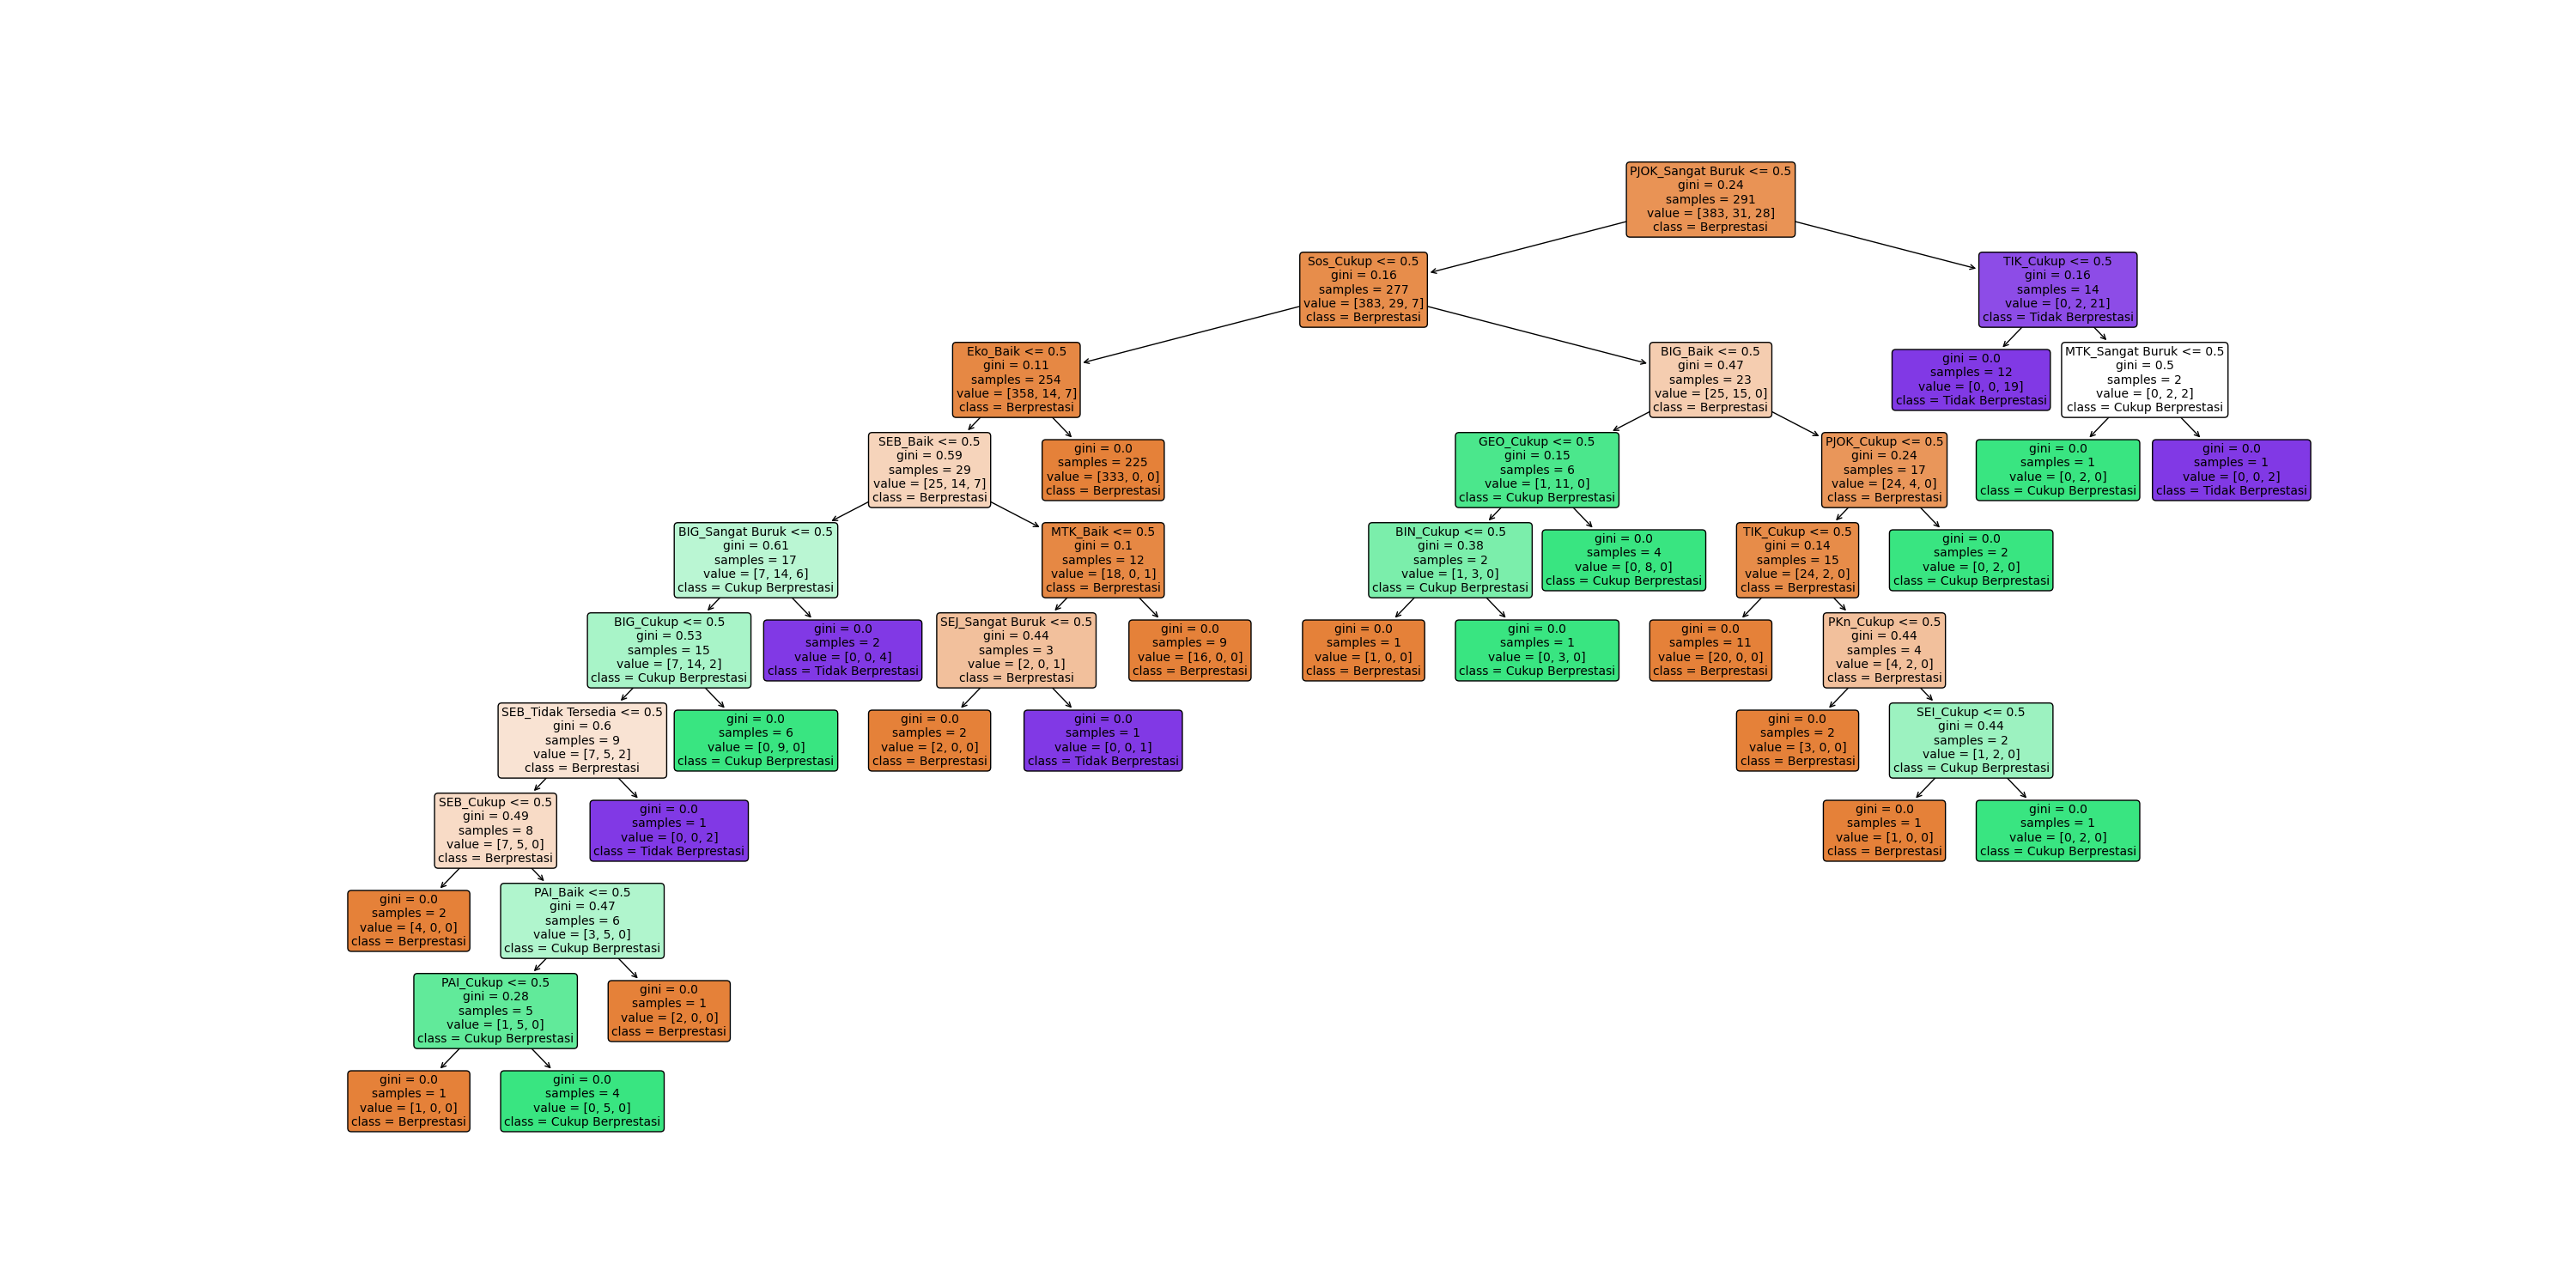 PJOK_Sangat Buruk <= 0.5
gini = 0.24
samples = 291
value = [383, 31, 28]
class = Berprestasi
Sos_Cukup <= 0.5
gini = 0.16
samples = 277
value = [383, 29, 7]
class = Berprestasi
TIK_Cukup <= 0.5
gini = 0.16
samples = 14
value = [0, 2, 21]
class = Tidak Berprestasi
Eko_Baik <= 0.5
gini = 0.11
samples = 254
value = [358, 14, 7]
class = Berprestasi
BIG_Baik <= 0.5
gini = 0.47
samples = 23
value = [25, 15, 0]
class = Berprestasi
gini = 0.0
samples = 12
value = [0, 0, 19]
class = Tidak Berprestasi
MTK_Sangat Buruk <= 0.5
gini = 0.5
samples = 2
value = [0, 2, 2]
class = Cukup Berprestasi
SEB_Baik <= 0.5
gini = 0.59
samples = 29
value = [25, 14, 7]
class = Berprestasi
gini = 0.0
samples = 225
value = [333, 0, 0]
class = Berprestasi
GEO_Cukup <= 0.5
gini = 0.15
samples = 6
value = [1, 11, 0]
class = Cukup Berprestasi
PJOK_Cukup <= 0.5
gini = 0.24
samples = 17
value = [24, 4, 0]
class = Berprestasi
gini = 0.0
samples = 1
value = [0, 2, 0]
class = Cukup Berprestasi
gini = 0.0
samples = 1
value = [0, 0, 2]
class = Tidak Berprestasi
BIG_Sangat Buruk <= 0.5
gini = 0.61
samples = 17
value = [7, 14, 6]
class = Cukup Berprestasi
MTK_Baik <= 0.5
gini = 0.1
samples = 12
value = [18, 0, 1]
class = Berprestasi
BIN_Cukup <= 0.5
gini = 0.38
samples = 2
value = [1, 3, 0]
class = Cukup Berprestasi
gini = 0.0
samples = 4
value = [0, 8, 0]
class = Cukup Berprestasi
TIK_Cukup <= 0.5
gini = 0.14
samples = 15
value = [24, 2, 0]
class = Berprestasi
gini = 0.0
samples = 2
value = [0, 2, 0]
class = Cukup Berprestasi
BIG_Cukup <= 0.5
gini = 0.53
samples = 15
value = [7, 14, 2]
class = Cukup Berprestasi
gini = 0.0
samples = 2
value = [0, 0, 4]
class = Tidak Berprestasi
SEJ_Sangat Buruk <= 0.5
gini = 0.44
samples = 3
value = [2, 0, 1]
class = Berprestasi
gini = 0.0
samples = 9
value = [16, 0, 0]
class = Berprestasi
gini = 0.0
samples = 1
value = [1, 0, 0]
class = Berprestasi
gini = 0.0
samples = 1
value = [0, 3, 0]
class = Cukup Berprestasi
gini = 0.0
samples = 11
value = [20, 0, 0]
class = Berprestasi
PKn_Cukup <= 0.5
gini = 0.44
samples = 4
value = [4, 2, 0]
class = Berprestasi
SEB_Tidak Tersedia <= 0.5
gini = 0.6
samples = 9
value = [7, 5, 2]
class = Berprestasi
gini = 0.0
samples = 6
value = [0, 9, 0]
class = Cukup Berprestasi
gini = 0.0
samples = 2
value = [2, 0, 0]
class = Berprestasi
gini = 0.0
samples = 1
value = [0, 0, 1]
class = Tidak Berprestasi
gini = 0.0
samples = 2
value = [3, 0, 0]
class = Berprestasi
SEI_Cukup <= 0.5
gini = 0.44
samples = 2
value = [1, 2, 0]
class = Cukup Berprestasi
SEB_Cukup <= 0.5
gini = 0.49
samples = 8
value = [7, 5, 0]
class = Berprestasi
gini = 0.0
samples = 1
value = [0, 0, 2]
class = Tidak Berprestasi
gini = 0.0
samples = 1
value = [1, 0, 0]
class = Berprestasi
gini = 0.0
samples = 1
value = [0, 2, 0]
class = Cukup Berprestasi
gini = 0.0
samples = 2
value = [4, 0, 0]
class = Berprestasi
PAI_Baik <= 0.5
gini = 0.47
samples = 6
value = [3, 5, 0]
class = Cukup Berprestasi
PAI_Cukup <= 0.5
gini = 0.28
samples = 5
value = [1, 5, 0]
class = Cukup Berprestasi
gini = 0.0
samples = 1
value = [2, 0, 0]
class = Berprestasi
gini = 0.0
samples = 1
value = [1, 0, 0]
class = Berprestasi
gini = 0.0
samples = 4
value = [0, 5, 0]
class = Cukup Berprestasi